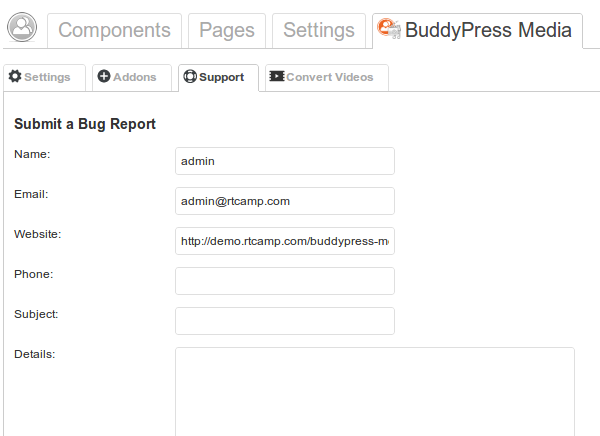 Components Pages Settings BuddyPress Media
Settings Addons Support Convert Videos
Submit a Bug Report
Name: admin
Email: admin@rtcamp.com
Website: http://demo.rtcamp.com/buddypress-m
Phone:
Subject:
Details: